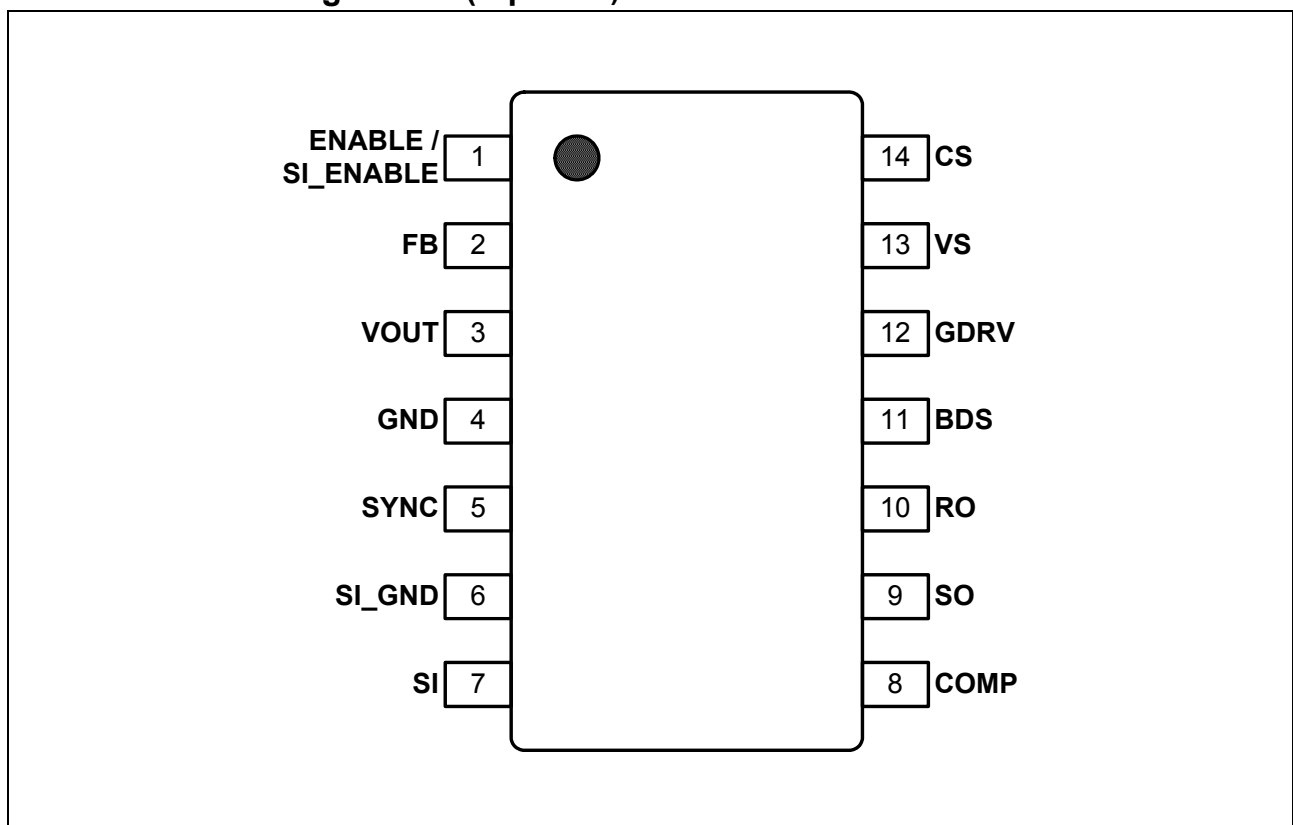 ENABLE /
SI_ENABLE 1
14 CS
FB 2
13 VS
VOUT 3
12 GDRV
GND 4
11 BDS
SYNC 5
10 RO
SI_GND 6
9 SO
SI 7
8 COMP